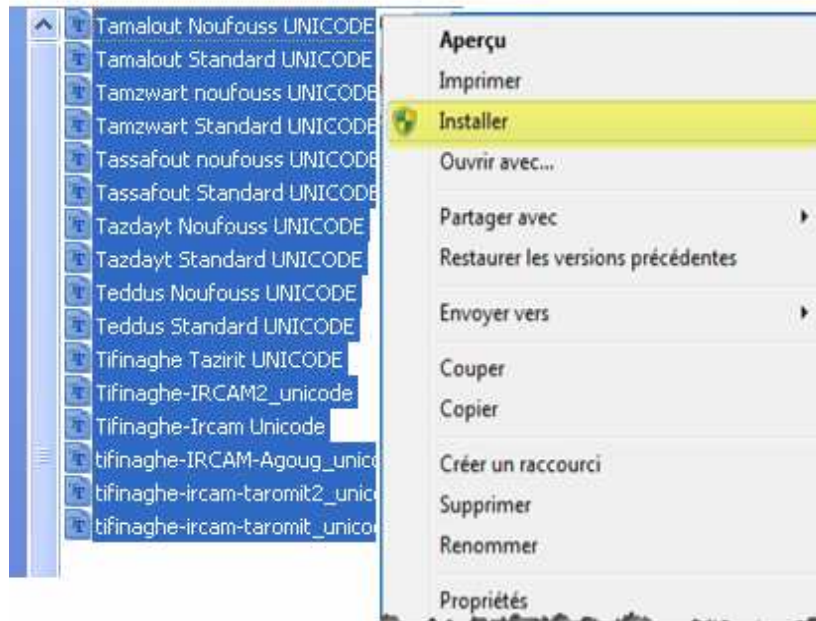 Tamalout Noufouss UNICODE
Tamalout Standard UNICODE
Tamzwart noufouss UNICODE
Tamzwart Standard UNICODE
Tassafout noufouss UNICODE
Tassafout Standard UNICODE
Tazdayt Noufouss UNICODE
Tazdayt Standard UNICODE
Teddus Noufouss UNICODE
Teddus Standard UNICODE
Tifinaghe Tazirit UNICODE
Tifinaghe-IRCAM2_unicode
Tifinaghe-Ircam Unicode
tifinaghe-IRCAM-Agoug_unico
tifinaghe-ircam-taromit2_unic
tifinaghe-ircam-taromit_unico
Aperçu
Imprimer
Installer
Ouvrir avec...
Partager avec
Restaurer les versions précédentes
Envoyer vers
Couper
Copier
Créer un raccourci
Supprimer
Renommer
Propriétés